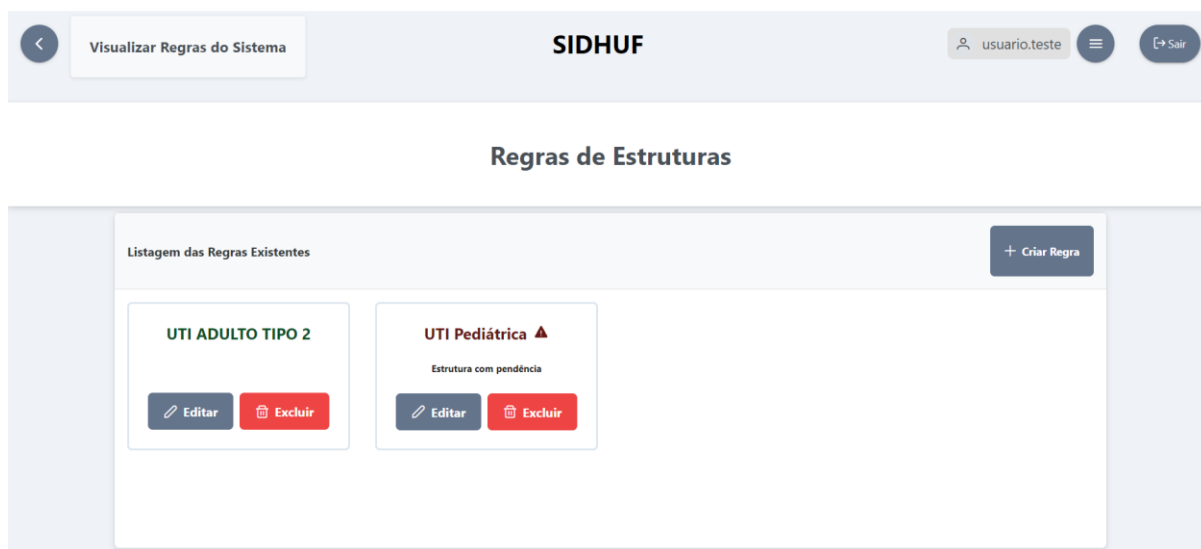 Visualizar Regras do Sistema
SIDHUF
usuario.teste
Sair
Regras de Estruturas
Listagem das Regras Existentes
Criar Regra
UTI ADULTO TIPO 2
Editar
Excluir
UTI Pediátrica
Estrutura com pendência
Editar
Excluir